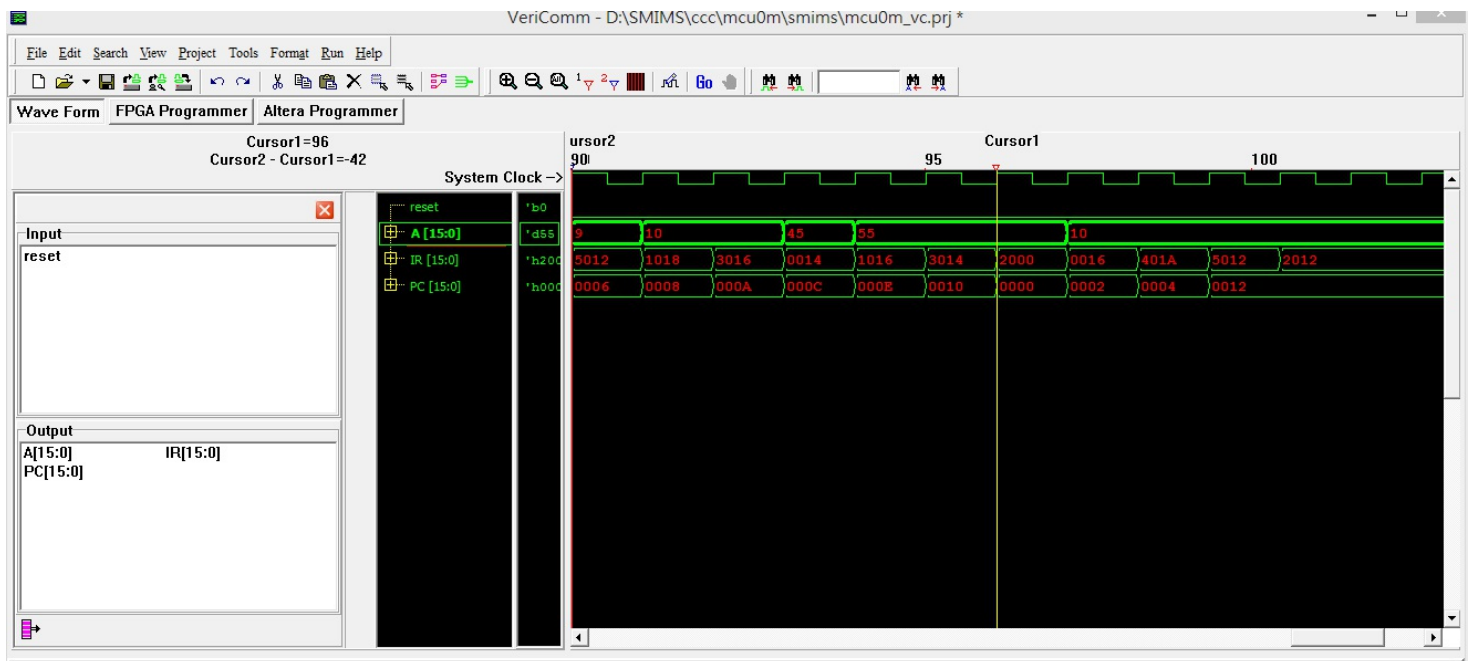 VeriComm - D:\SMIMS\ccc\mcu0m\smims\mcu0m_vc.prj *
File Edit Search View Project Tools Format Run Help
1 2 Go
Wave Form FPGA Programmer Altera Programmer
Cursor1=96
Cursor2 - Cursor1=-42
System Clock -->
ursor2 Cursor1
90 95 100
reset 'b0
A [15:0] 'd55 9 10 45 55 10
IR [15:0] 'h200 5012 1018 3016 0014 1016 3014 2000 0016 401A 5012 2012
PC [15:0] 'h000 0006 0008 000A 000C 000E 0010 0000 0002 0004 0012
Input
reset
Output
A[15:0] IR[15:0]
PC[15:0]